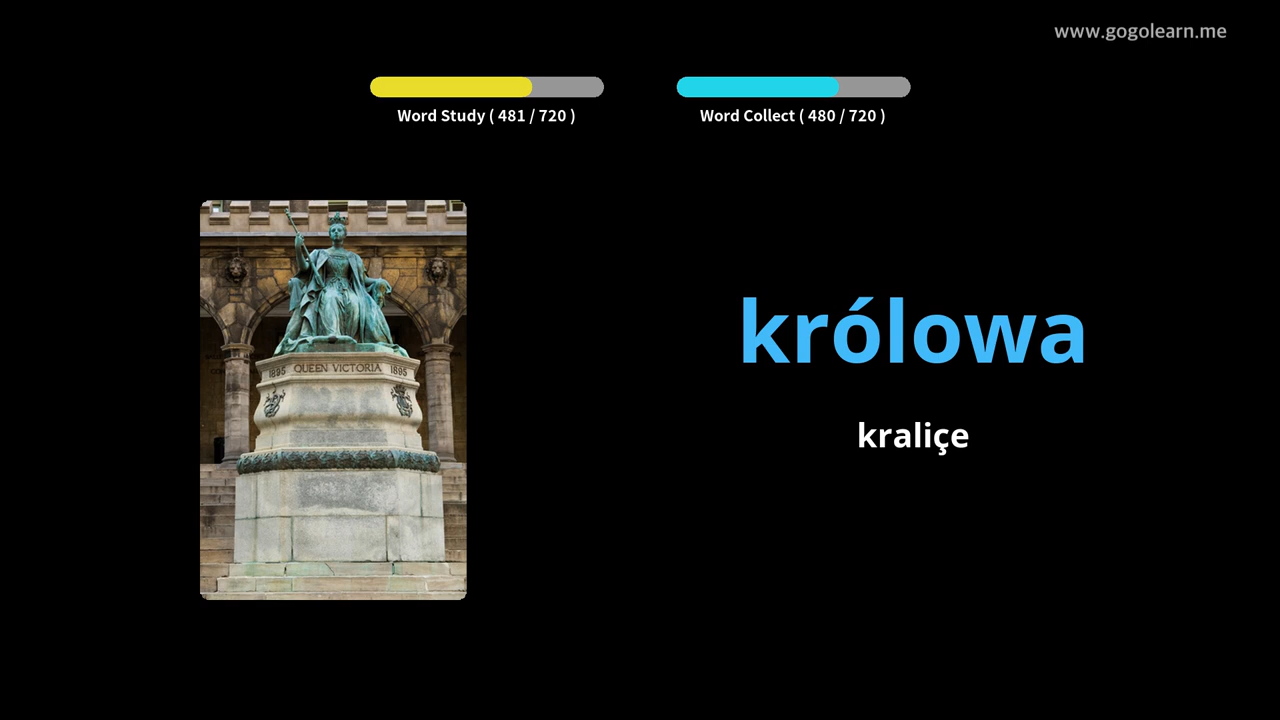 www.gogolearn.me
Word Study ( 481 / 720 )
Word Collect ( 480 / 720 )
1895 QUEEN VICTORIA 1895
królowa
kraliçe